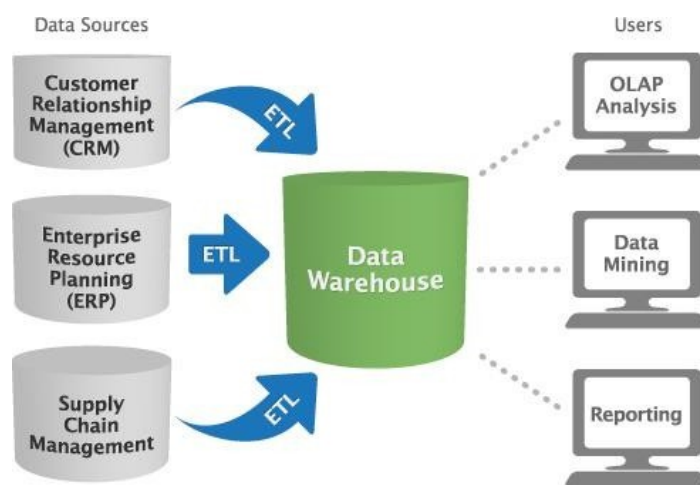 Data Sources
Users
Customer
Relationship
Management
(CRM)
ETL
OLAP
Analysis
Enterprise
Resource
Planning
(ERP)
ETL
Data
Warehouse
Data
Mining
Supply
Chain
Management
ETL
Reporting